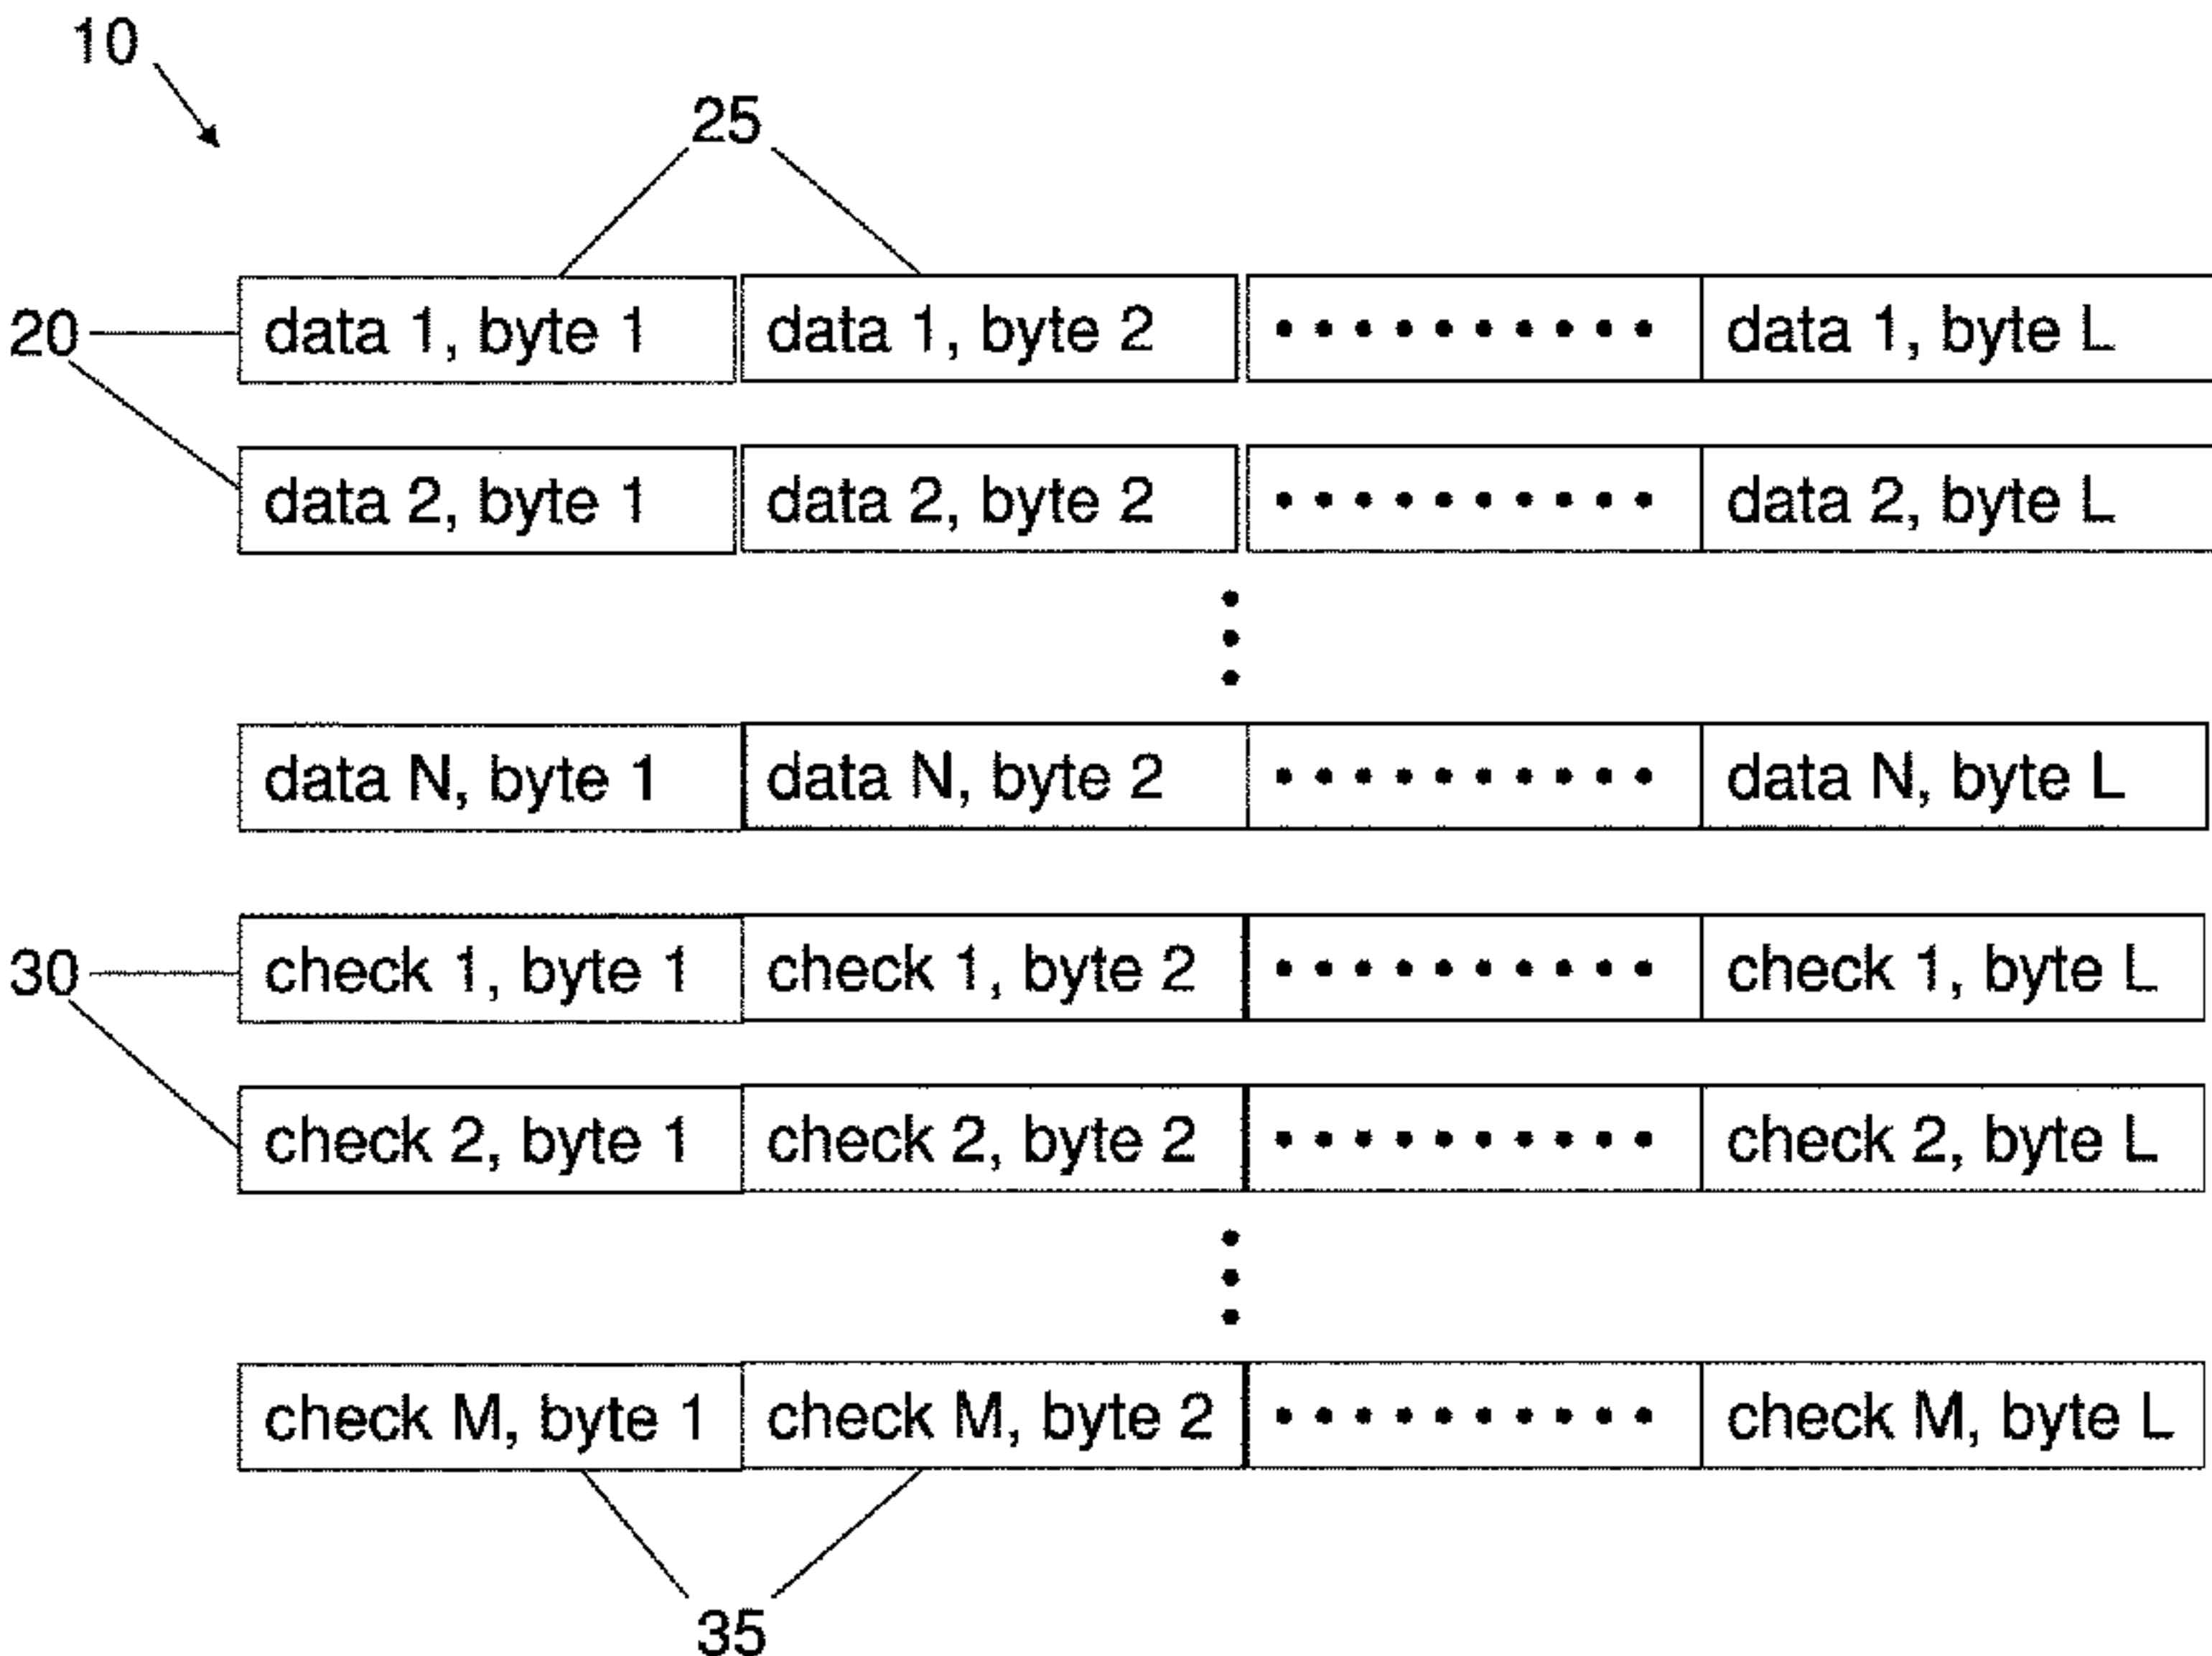 10
25
20 data 1, byte 1 data 1, byte 2 •••••••••• data 1, byte L
data 2, byte 1 data 2, byte 2 •••••••••• data 2, byte L
data N, byte 1 data N, byte 2 •••••••••• data N, byte L
30 check 1, byte 1 check 1, byte 2 •••••••••• check 1, byte L
check 2, byte 1 check 2, byte 2 •••••••••• check 2, byte L
check M, byte 1 check M, byte 2 •••••••••• check M, byte L
35